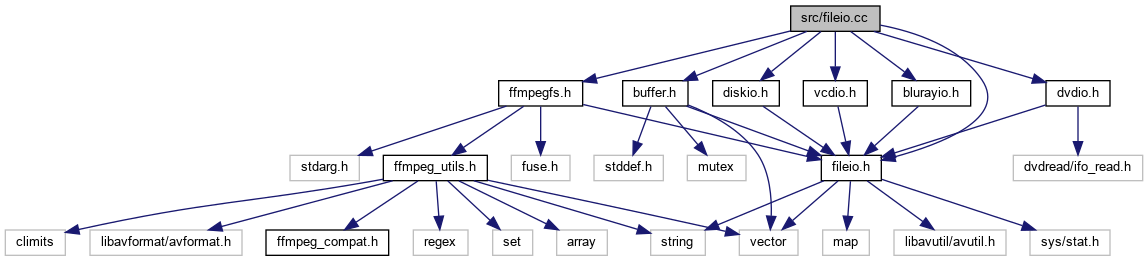 src/fileio.cc
ffmpegfs.h
buffer.h
diskio.h
vcdio.h
blurayio.h
dvdio.h
stdarg.h
ffmpeg_utils.h
fuse.h
stddef.h
mutex
fileio.h
dvdread/ifo_read.h
climits
libavformat/avformat.h
ffmpeg_compat.h
regex
set
array
string
vector
map
libavutil/avutil.h
sys/stat.h